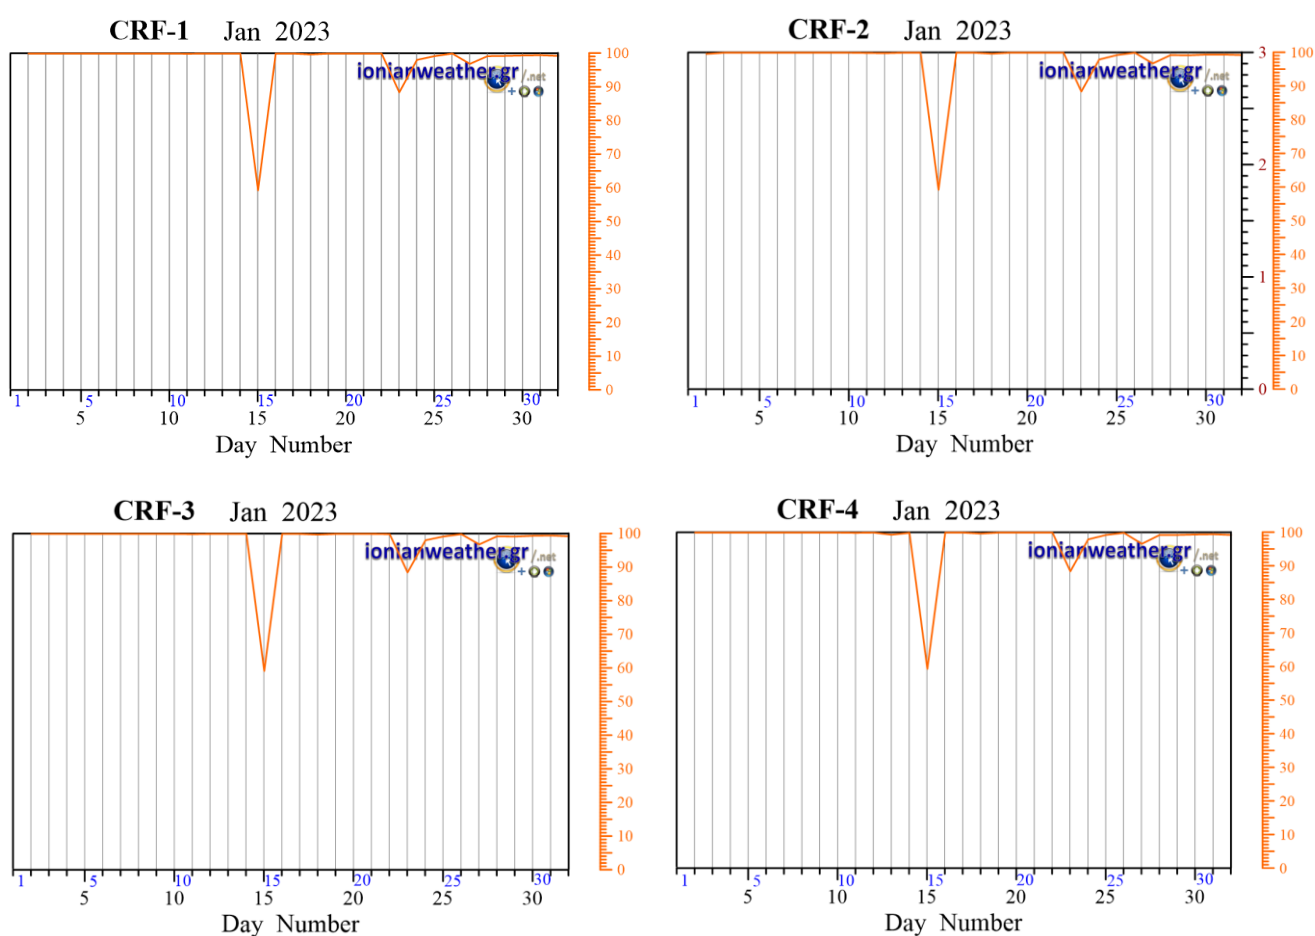 CRF-1 Jan 2023
ionianweather.gr /.net
100
90
80
70
60
50
40
30
20
10
0
1 5 10 15 20 25 30
5 10 15 20 25 30
Day Number
CRF-2 Jan 2023
ionianweather.gr /.net
3 100
90
80
70
2
60
50
40
1
30
20
10
0 0
1 5 10 15 20 25 30
5 10 15 20 25 30
Day Number
CRF-3 Jan 2023
ionianweather.gr /.net
100
90
80
70
60
50
40
30
20
10
0
1 5 10 15 20 25 30
5 10 15 20 25 30
Day Number
CRF-4 Jan 2023
ionianweather.gr /.net
100
90
80
70
60
50
40
30
20
10
0
1 5 10 15 20 25 30
5 10 15 20 25 30
Day Number